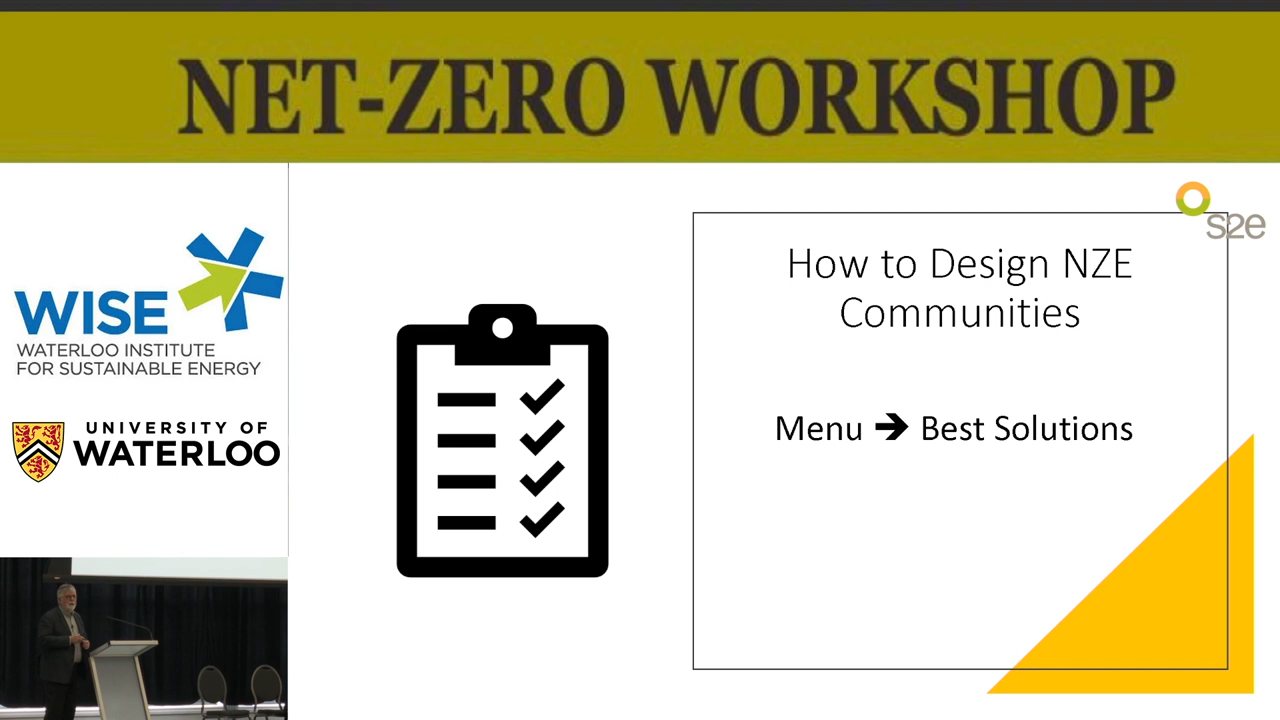 NET-ZERO WORKSHOP
WISE
WATERLOO INSTITUTE
FOR SUSTAINABLE ENERGY
UNIVERSITY OF
WATERLOO
s2e
How to Design NZE
Communities
Menu 🡺 Best Solutions